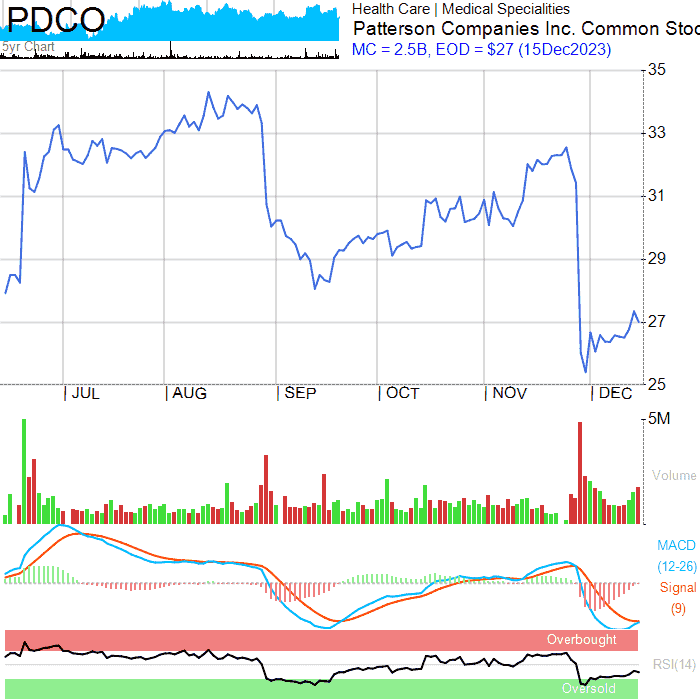 PDCO
5yr Chart
Health Care | Medical Specialities
Patterson Companies Inc. Common Stoc
MC = 2.5B, EOD = $27 (15Dec2023)
35
33
31
29
27
25
JUL
AUG
SEP
OCT
NOV
DEC
5M
Volume
MACD
(12-26)
Signal
(9)
Overbought
RSI(14)
Oversold